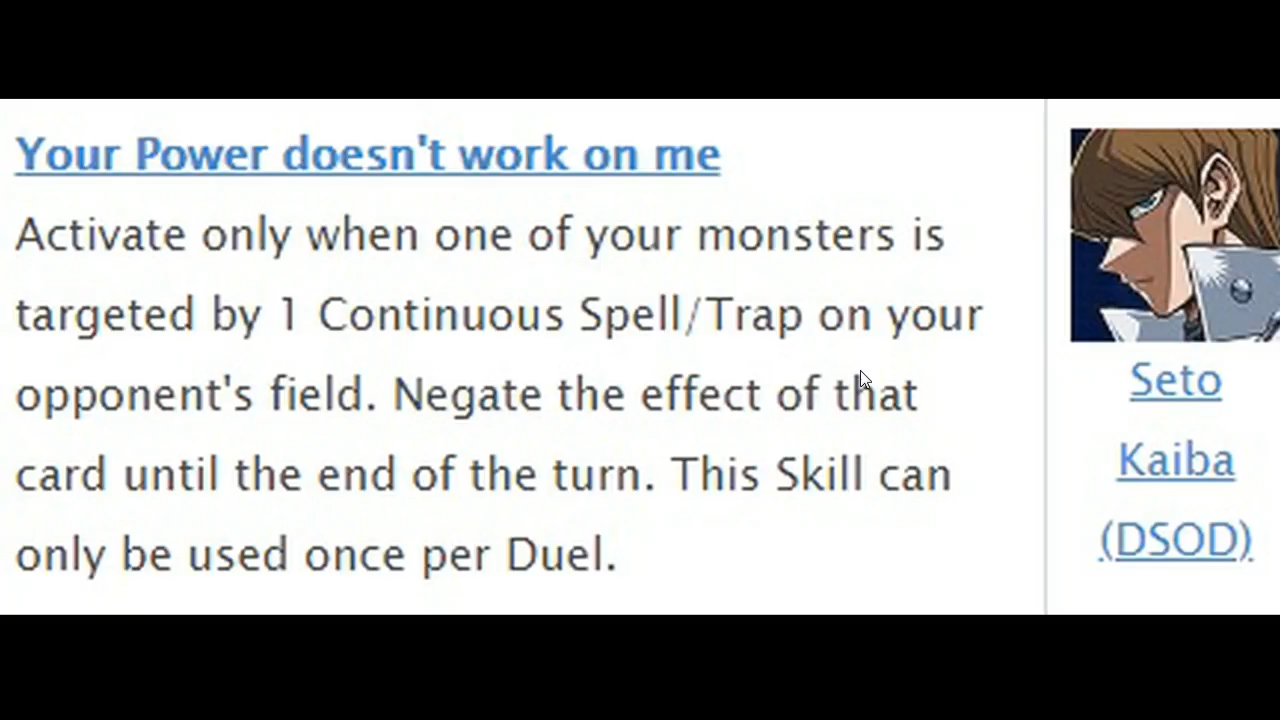 Your Power doesn't work on me
Activate only when one of your monsters is
targeted by 1 Continuous Spell/Trap on your
opponent's field. Negate the effect of that
card until the end of the turn. This Skill can
only be used once per Duel.
Seto
Kaiba
(DSOD)